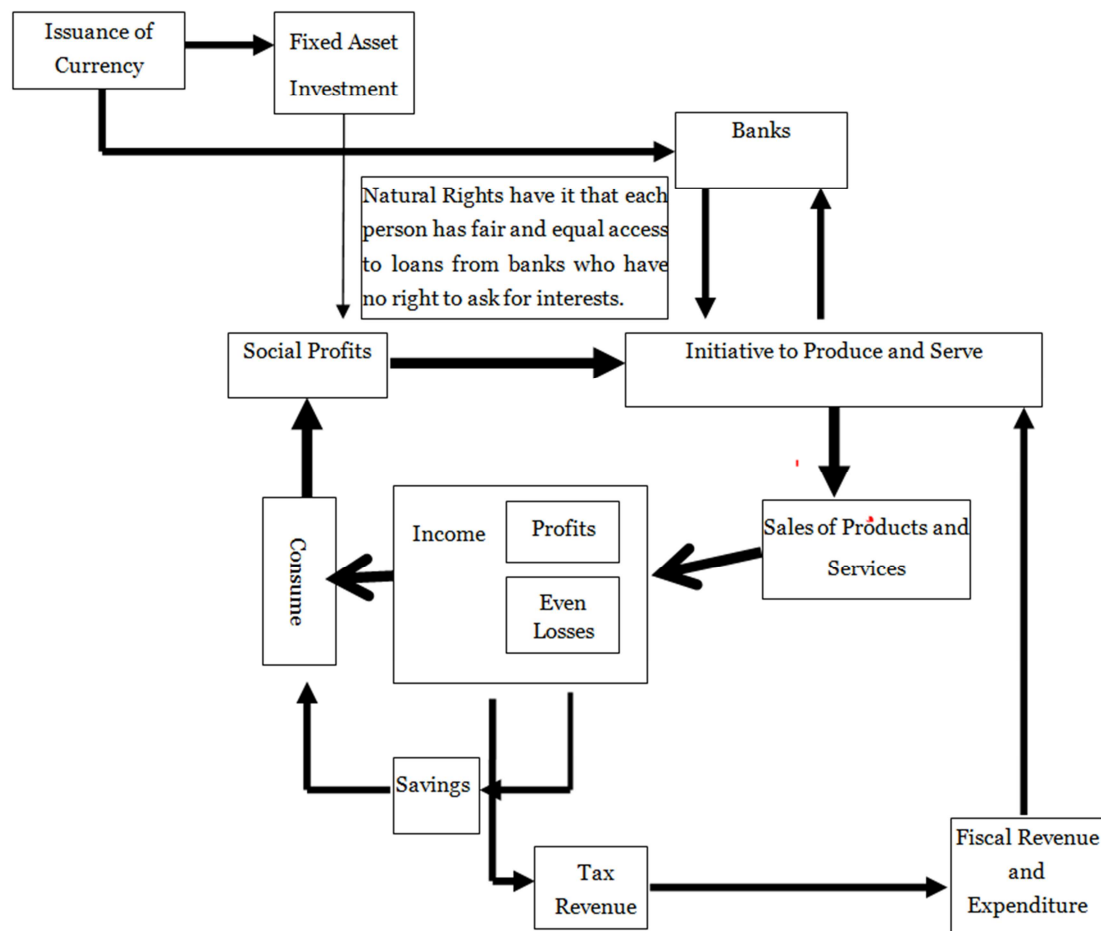 Issuance of
Currency
Fixed Asset
Investment
Banks
Natural Rights have it that each
person has fair and equal access
to loans from banks who have
no right to ask for interests.
Social Profits
Initiative to Produce and Serve
Consume
Income
Profits
Even
Losses
Sales of Products and
Services
Savings
Tax
Revenue
Fiscal Revenue
and
Expenditure